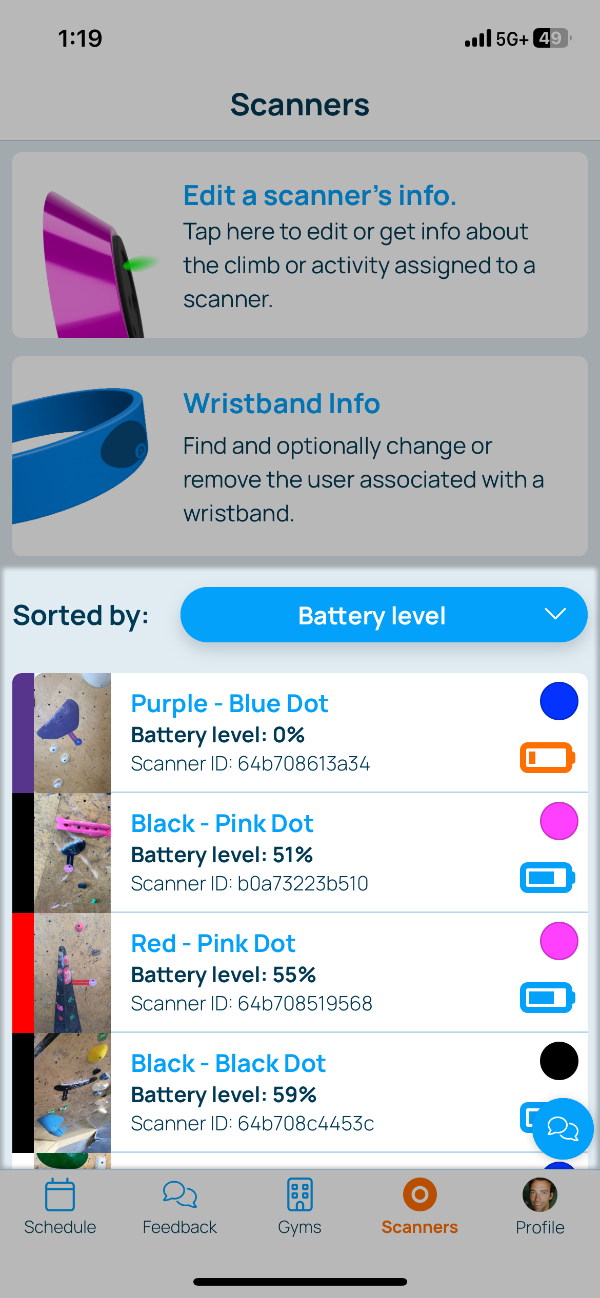 1:19
5G+
49
Scanners
Edit a scanner's info.
Tap here to edit or get info about
the climb or activity assigned to a
scanner.
Wristband Info
Find and optionally change or
remove the user associated with a
wristband.
Sorted by:
Battery level
Purple - Blue Dot
Battery level: 0%
Scanner ID: 64b708613a34
Black - Pink Dot
Battery level: 51%
Scanner ID: b0a73223b510
Red - Pink Dot
Battery level: 55%
Scanner ID: 64b708519568
Black - Black Dot
Battery level: 59%
Scanner ID: 64b708c4453c
Schedule
Feedback
Gyms
Scanners
Profile